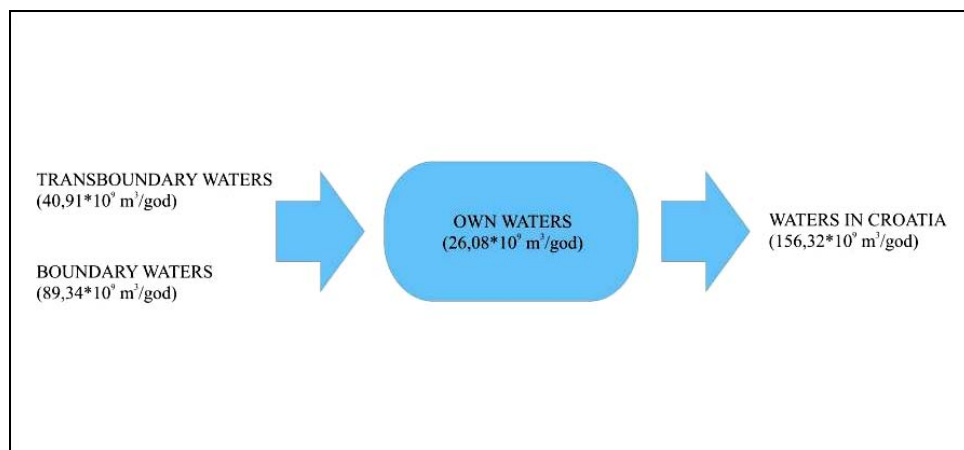 TRANSBOUNDARY WATERS
(40,91*10⁹ m³/god)
BOUNDARY WATERS
(89,34*10⁹ m³/god)
OWN WATERS
(26,08*10⁹ m³/god)
WATERS IN CROATIA
(156,32*10⁹ m³/god)